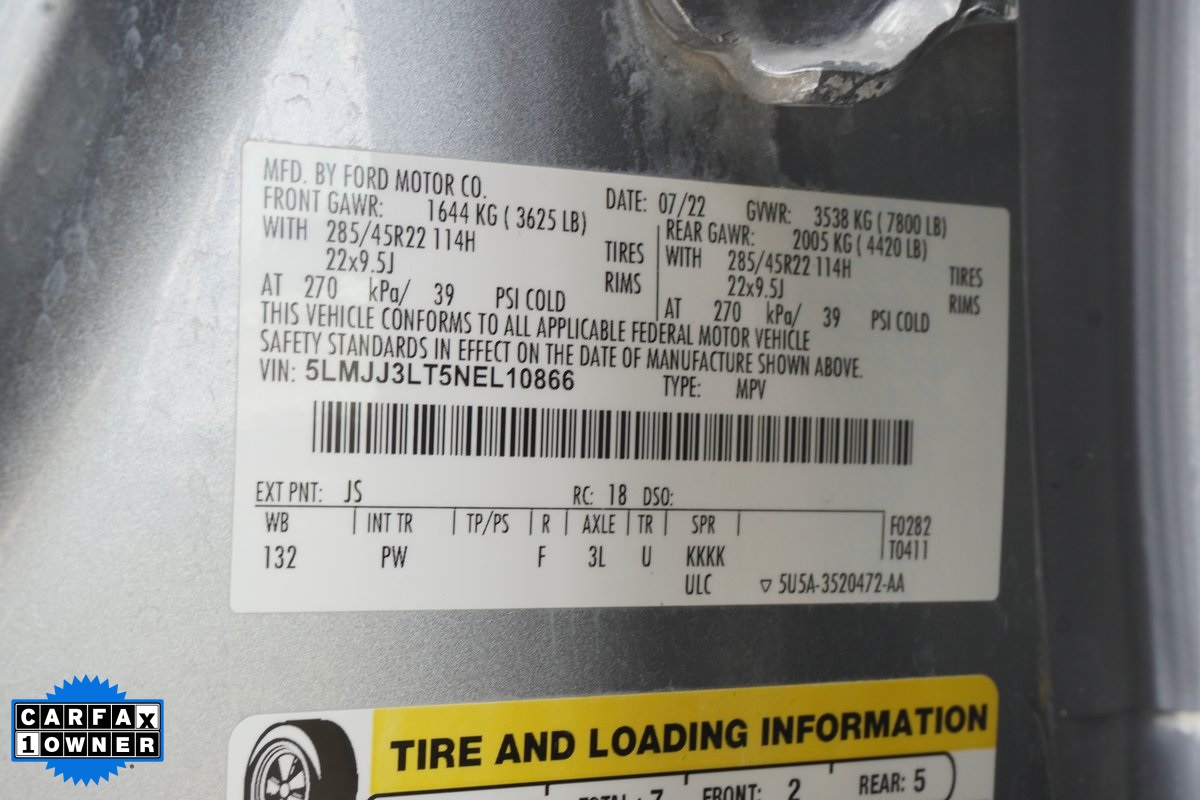 MFD. BY FORD MOTOR CO. DATE: 07/22 GVWR: 3538 KG ( 7800 LB)
FRONT GAWR: 1644 KG ( 3625 LB) REAR GAWR: 2005 KG ( 4420 LB)
WITH 285/45R22 114H TIRES WITH 285/45R22 114H TIRES
22x9.5J RIMS 22x9.5J RIMS
AT 270 kPa/ 39 PSI COLD AT 270 kPa/ 39 PSI COLD
THIS VEHICLE CONFORMS TO ALL APPLICABLE FEDERAL MOTOR VEHICLE
SAFETY STANDARDS IN EFFECT ON THE DATE OF MANUFACTURE SHOWN ABOVE.
VIN: 5LMJJ3LT5NEL10866 TYPE: MPV
EXT PNT: JS RC: 18 DSO:
WB INT TR TP/PS R AXLE TR SPR F0282
132 PW F 3L U KKKK T0411
ULC ▽ 5U5A-3520472-AA
TIRE AND LOADING INFORMATION
TOTAL: 7 FRONT: 2 REAR: 5
CARFAX
1 OWNER